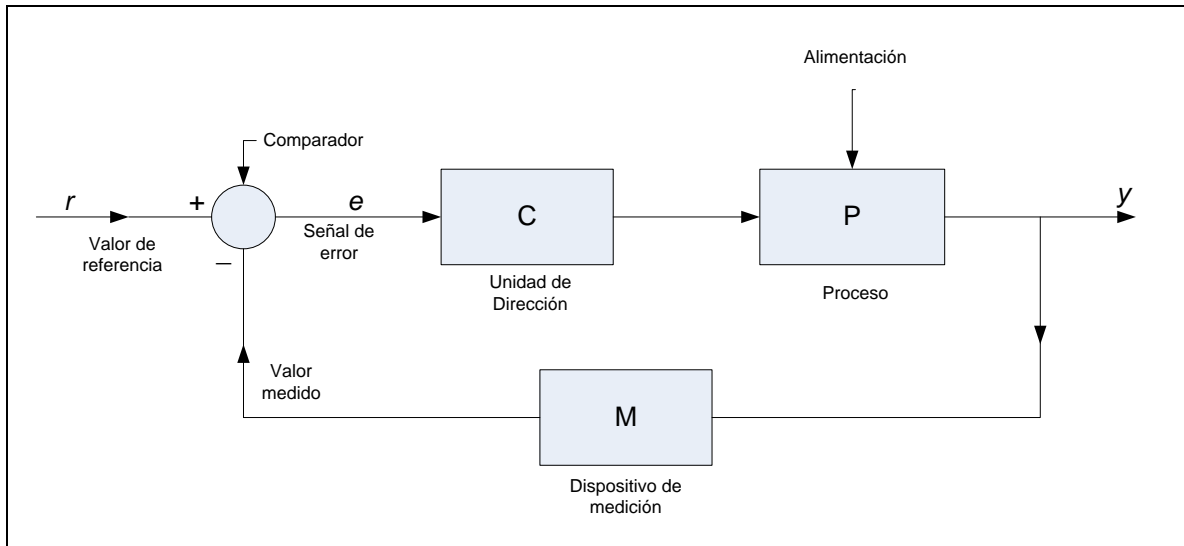 Alimentación
Comparador
r
+
e
C
P
y
Valor de
referencia
−
Señal de
error
Unidad de
Dirección
Proceso
Valor
medido
M
Dispositivo de
medición